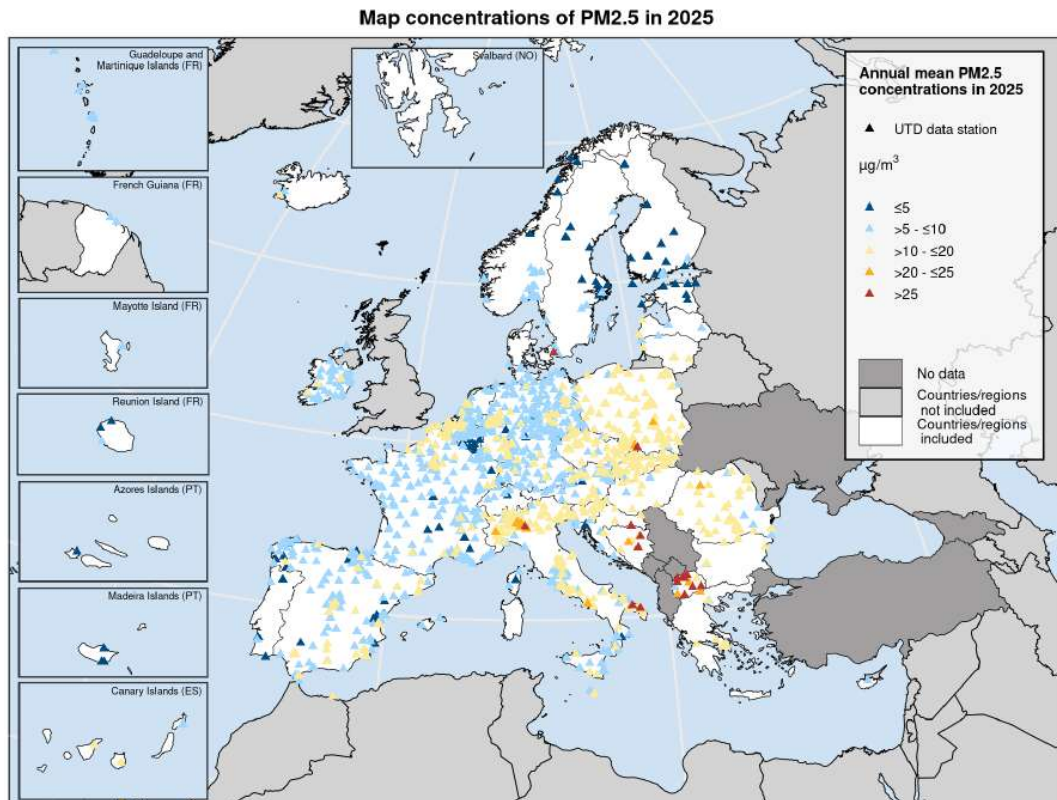 Map concentrations of PM2.5 in 2025
Guadeloupe and
Martinique Islands (FR)
Svalbard (NO)
French Guiana (FR)
Mayotte Island (FR)
Reunion Island (FR)
Azores Islands (PT)
Madeira Islands (PT)
Canary Islands (ES)
Annual mean PM2.5
concentrations in 2025
UTD data station
µg/m³
≤5
>5 - ≤10
>10 - ≤20
>20 - ≤25
>25
No data
Countries/regions
not included
Countries/regions
included